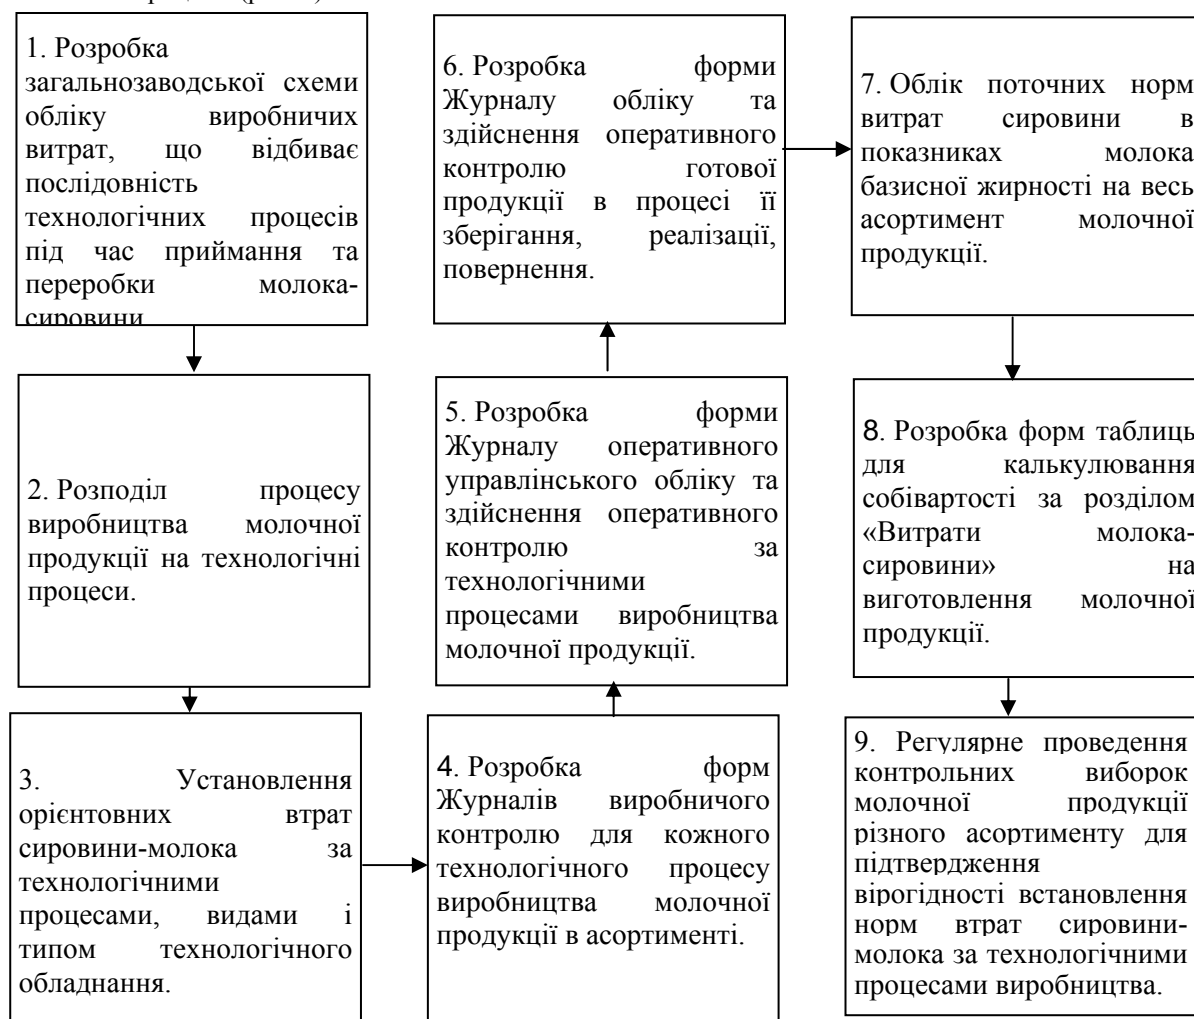 1. Розробка
загальнозаводської схеми
обліку виробничих
витрат, що відбиває
послідовність
технологічних процесів
під час приймання та
переробки молока-
сировини
2. Розподіл процесу
виробництва молочної
продукції на технологічні
процеси.
3. Установлення
орієнтовних втрат
сировини-молока за
технологічними
процесами, видами і
типом технологічного
обладнання.
4. Розробка форм
Журналів виробничого
контролю для кожного
технологічного процесу
виробництва молочної
продукції в асортименті.
5. Розробка форми
Журналу оперативного
управлінського обліку та
здійснення оперативного
контролю за
технологічними
процесами виробництва
молочної продукції.
6. Розробка форми
Журналу обліку та
здійснення оперативного
контролю готової
продукції в процесі її
зберігання, реалізації,
повернення.
7. Облік поточних норм
витрат сировини в
показниках молока
базисної жирності на весь
асортимент молочної
продукції.
8. Розробка форм таблиць
для калькулювання
собівартості за розділом
«Витрати молока-
сировини» на
виготовлення молочної
продукції.
9. Регулярне проведення
контрольних виборок
молочної продукції
різного асортименту для
підтвердження
вірогідності встановлення
норм втрат сировини-
молока за технологічними
процесами виробництва.